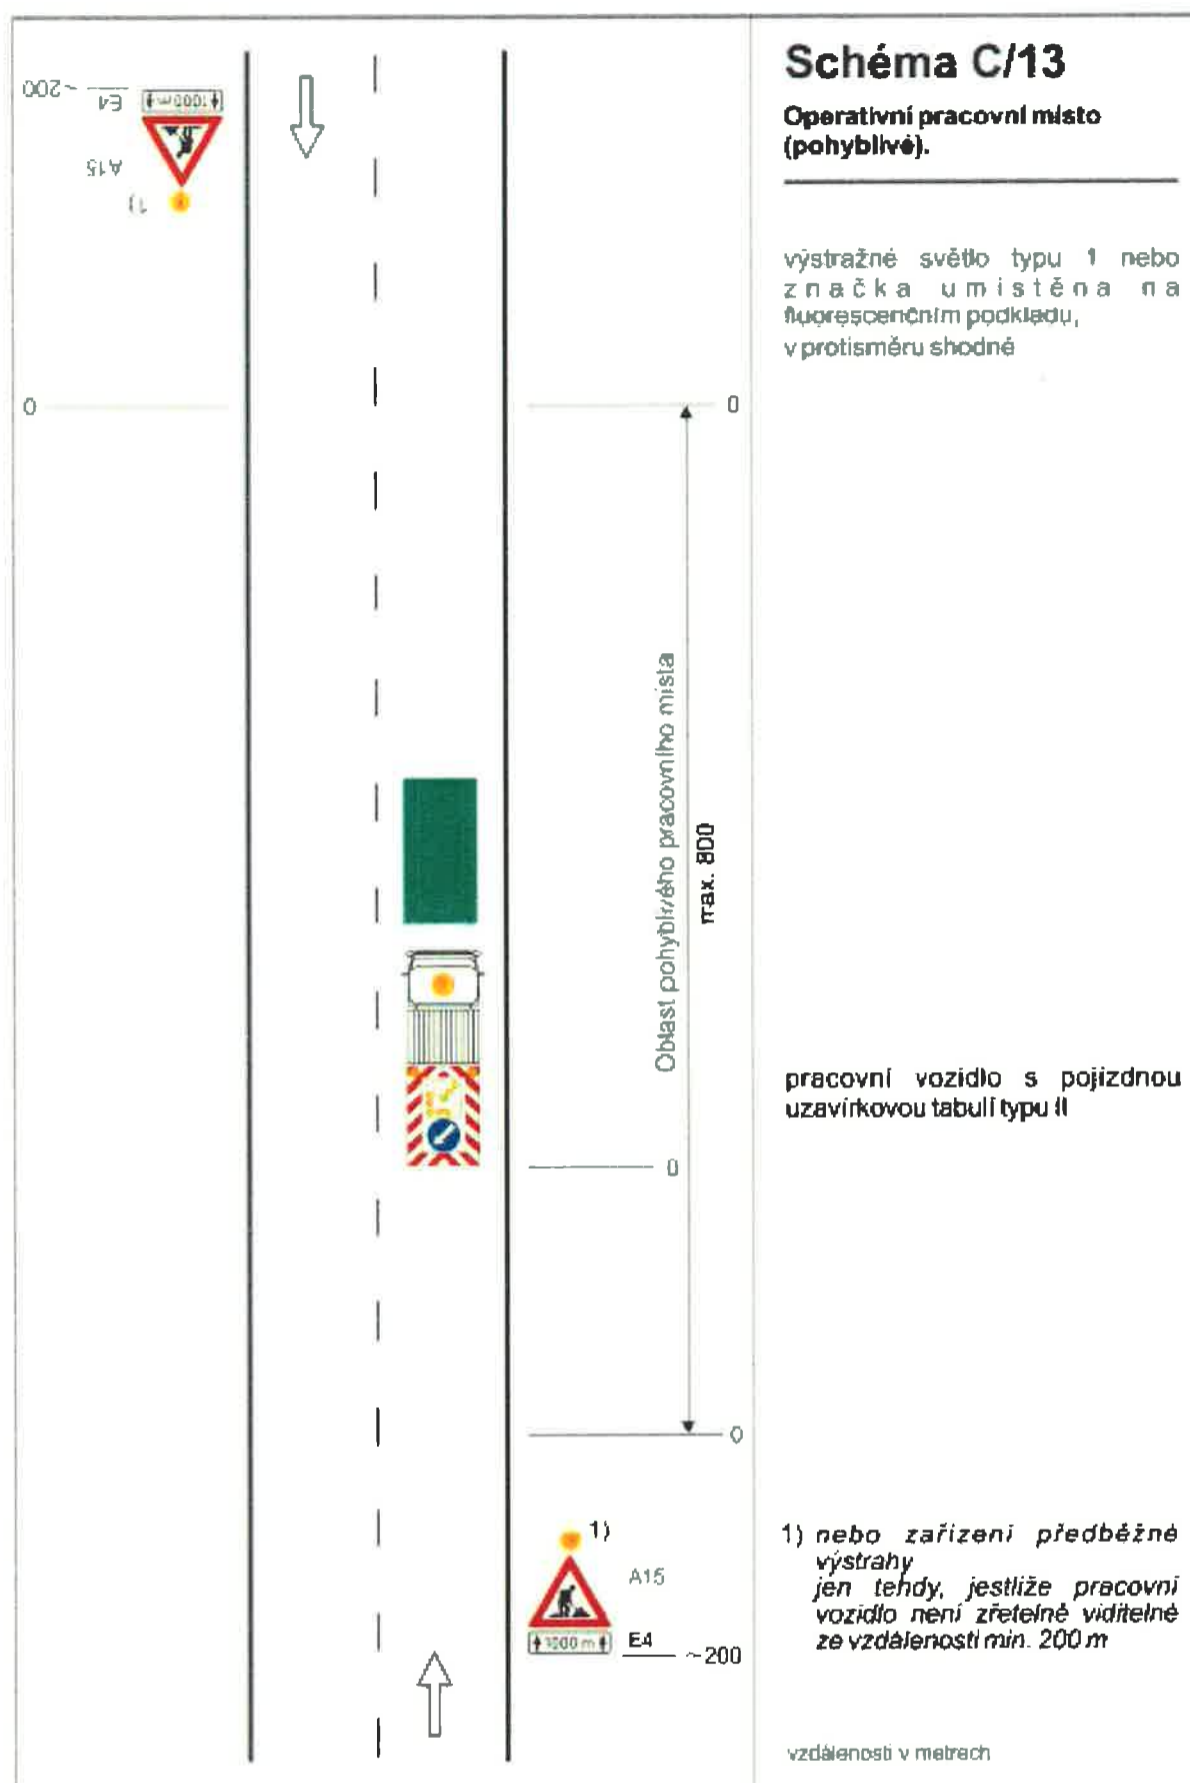 Schéma C/13
Operativní pracovní místo
(pohyblivé).
výstražné světlo typu 1 nebo
značka umístěna na
fluorescenčním podkladu,
v protisměru shodné
~200
E4
1000 m
A15
1)
0
0
Oblast pohyblivého pracovního místa
max. 800
pracovní vozidlo s pojízdnou
uzavírkovou tabulí typu II
0
0
1)
A15
1000 m
E4
~200
1) nebo zařízení předběžné
výstrahy
jen tehdy, jestliže pracovní
vozidlo není zřetelně viditelné
ze vzdálenosti min. 200 m
vzdálenosti v metrech